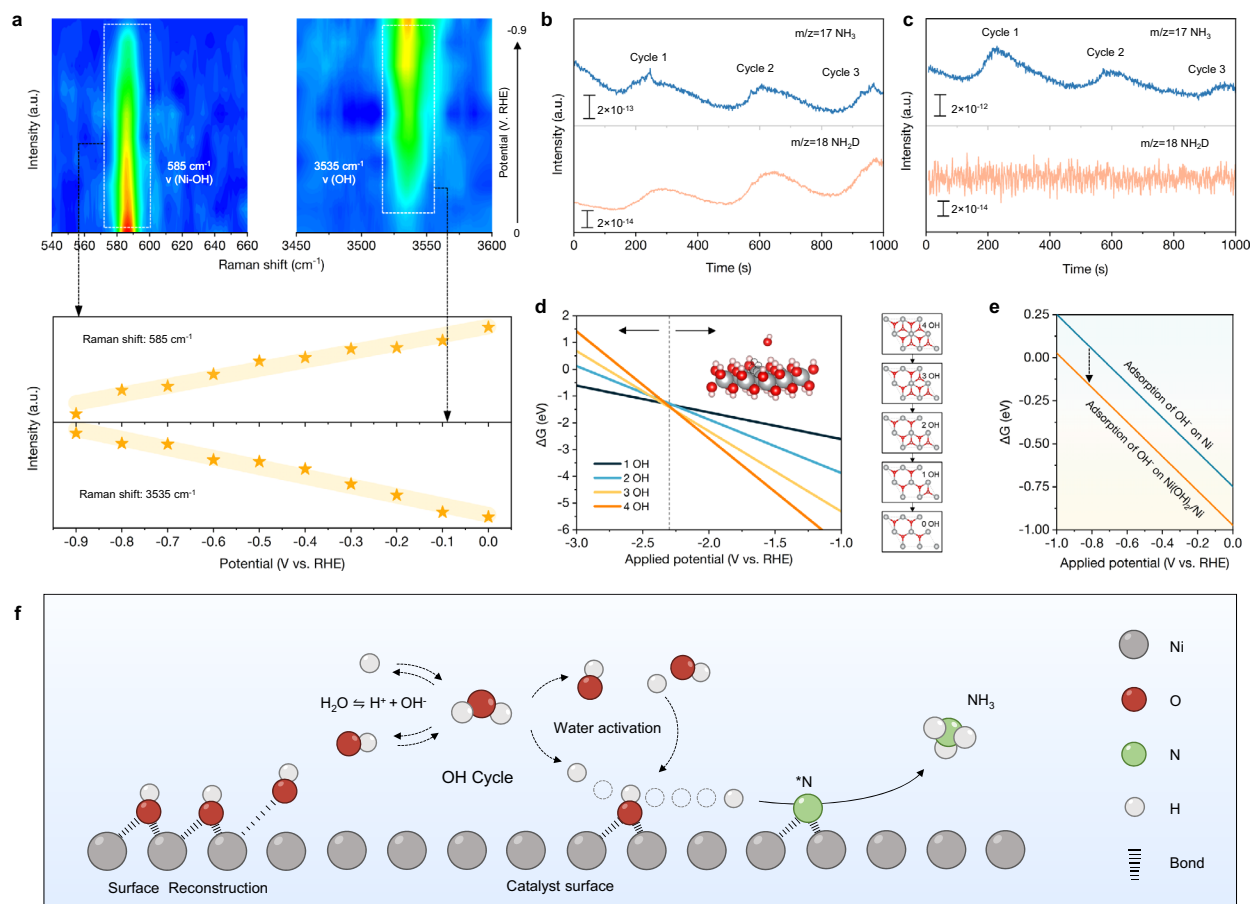 a
Intensity (a.u.)
585 cm⁻¹
ν (Ni-OH)
540 580 600 620 640 660
3535 cm⁻¹
ν (OH)
3450 3500 3550 3600
Raman shift (cm⁻¹)
-0.9
Potential (V. RHE)
0
Raman shift: 585 cm⁻¹
Raman shift: 3535 cm⁻¹
Intensity (a.u.)
-0.9 -0.8 -0.7 -0.6 -0.5 -0.4 -0.3 -0.2 -0.1 0.0
Potential (V vs. RHE)
b
Intensity (a.u.)
m/z=17 NH₃
Cycle 1
Cycle 2
Cycle 3
2×10⁻¹³
m/z=18 NH₂D
2×10⁻¹⁴
0 200 400 600 800 1000
Time (s)
c
Intensity (a.u.)
m/z=17 NH₃
Cycle 1
Cycle 2
Cycle 3
2×10⁻¹²
m/z=18 NH₂D
2×10⁻¹⁴
0 200 400 600 800 1000
Time (s)
d
ΔG (eV)
2
1
0
-1
-2
-3
-4
-5
-6
1 OH
2 OH
3 OH
4 OH
-3.0 -2.5 -2.0 -1.5 -1.0
Applied potential (V vs. RHE)
4 OH
3 OH
2 OH
1 OH
0 OH
e
ΔG (eV)
0.25
0.00
-0.25
-0.50
-0.75
-1.00
Adsorption of OH⁻ on Ni
Adsorption of OH⁻ on Ni(OH)₂/Ni
-1.0 -0.8 -0.6 -0.4 -0.2 0.0
Applied potential (V vs. RHE)
f
H₂O ⇋ H⁺ + OH⁻
OH Cycle
Water activation
*N
NH₃
Surface Reconstruction
Catalyst surface
Ni
O
N
H
Bond